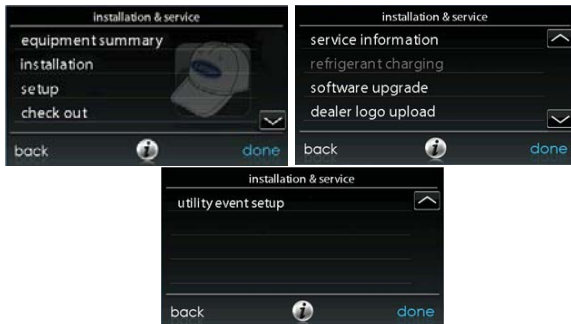 installation & service
equipment summary
installation
setup
check out
back
done
installation & service
service information
refrigerant charging
software upgrade
dealer logo upload
back
done
installation & service
utility event setup
back
done